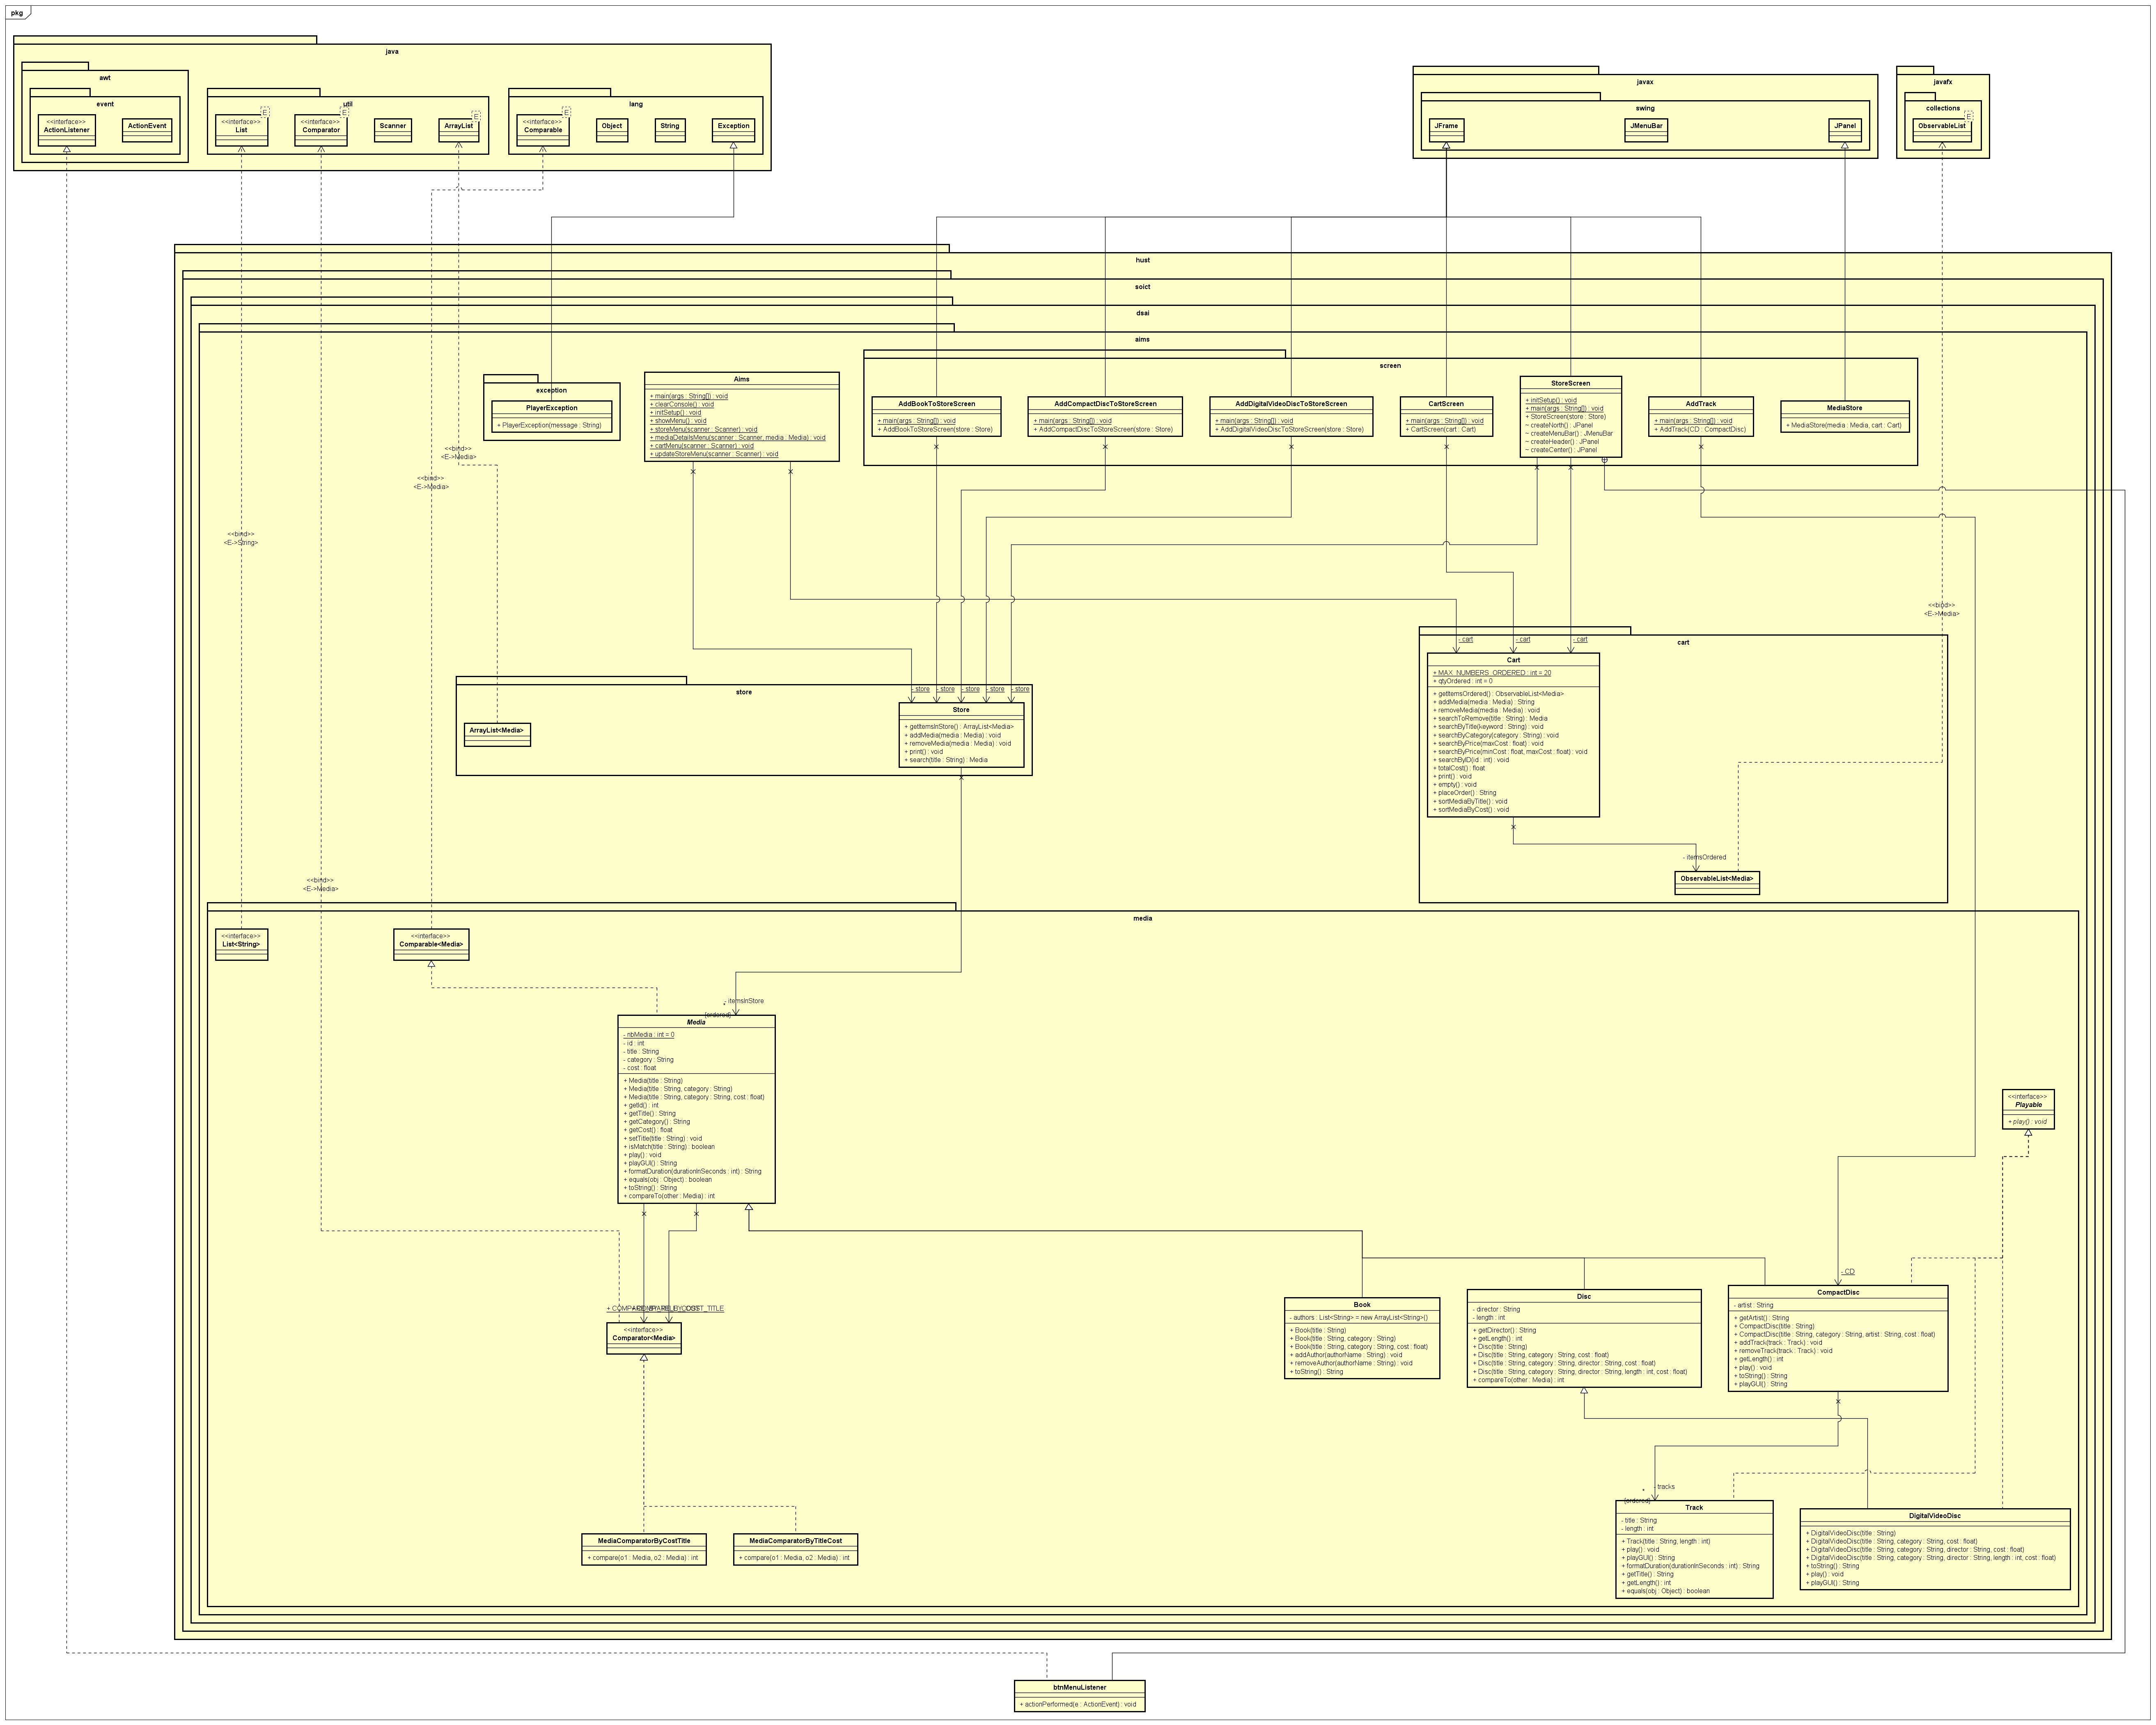 pkg
java
awt
event
<<interface>>
ActionListener
ActionEvent
util
<<interface>>
List
E
<<interface>>
Comparator
E
Scanner
ArrayList
E
lang
<<interface>>
Comparable
E
Object
String
Exception
javax
swing
JFrame
JMenuBar
JPanel
javafx
collections
ObservableList
E
hust
soict
dsai
aims
exception
PlayerException
+ PlayerException(message : String)
Aims
+ main(args : String[]) : void
+ clearConsole() : void
+ initSetup() : void
+ showMenu() : void
+ storeMenu(scanner : Scanner) : void
+ mediaDetailsMenu(scanner : Scanner, media : Media) : void
+ cartMenu(scanner : Scanner) : void
+ updateStoreMenu(scanner : Scanner) : void
screen
AddBookToStoreScreen
+ main(args : String[]) : void
+ AddBookToStoreScreen(store : Store)
AddCompactDiscToStoreScreen
+ main(args : String[]) : void
+ AddCompactDiscToStoreScreen(store : Store)
AddDigitalVideoDiscToStoreScreen
+ main(args : String[]) : void
+ AddDigitalVideoDiscToStoreScreen(store : Store)
CartScreen
+ main(args : String[]) : void
+ CartScreen(cart : Cart)
StoreScreen
+ initSetup() : void
+ main(args : String[]) : void
+ StoreScreen(store : Store)
~ createNorth() : JPanel
~ createMenuBar() : JMenuBar
~ createHeader() : JPanel
~ createCenter() : JPanel
AddTrack
+ main(args : String[]) : void
+ AddTrack(CD : CompactDisc)
MediaStore
+ MediaStore(media : Media, cart : Cart)
<<bind>>
<E->Media>
<<bind>>
<E->Media>
<<bind>>
<E->String>
<<bind>>
<E->Media>
<<bind>>
<E->Media>
store
ArrayList<Media>
- store
- store
- store
- store
- store
Store
+ getItemsInStore() : ArrayList<Media>
+ addMedia(media : Media) : void
+ removeMedia(media : Media) : void
+ print() : void
+ search(title : String) : Media
cart
- cart
- cart
- cart
Cart
+ MAX_NUMBERS_ORDERED : int = 20
+ qtyOrdered : int = 0
+ getItemsOrdered() : ObservableList<Media>
+ addMedia(media : Media) : String
+ removeMedia(media : Media) : void
+ searchToRemove(title : String) : Media
+ searchByTitle(keyword : String) : void
+ searchByCategory(category : String) : void
+ searchByPrice(maxCost : float) : void
+ searchByPrice(minCost : float, maxCost : float) : void
+ searchByID(id : int) : void
+ totalCost() : float
+ print() : void
+ empty() : void
+ placeOrder() : String
+ sortMediaByTitle() : void
+ sortMediaByCost() : void
- itemsOrdered
ObservableList<Media>
media
<<interface>>
List<String>
<<interface>>
Comparable<Media>
- itemsInStore
*
{ordered}
Media
- nbMedia : int = 0
- id : int
- title : String
- category : String
- cost : float
+ Media(title : String)
+ Media(title : String, category : String)
+ Media(title : String, category : String, cost : float)
+ getId() : int
+ getTitle() : String
+ getCategory() : String
+ getCost() : float
+ setTitle(title : String) : void
+ isMatch(title : String) : boolean
+ play() : void
+ playGUI() : String
+ formatDuration(durationInSeconds : int) : String
+ equals(obj : Object) : boolean
+ toString() : String
+ compareTo(other : Media) : int
<<interface>>
Playable
+ play() : void
<<interface>>
Comparator<Media>
Book
- authors : List<String> = new ArrayList<String>()
+ Book(title : String)
+ Book(title : String, category : String)
+ Book(title : String, category : String, cost : float)
+ addAuthor(authorName : String) : void
+ removeAuthor(authorName : String) : void
+ toString() : String
Disc
- director : String
- length : int
+ getDirector() : String
+ getLength() : int
+ Disc(title : String)
+ Disc(title : String, category : String, cost : float)
+ Disc(title : String, category : String, director : String, cost : float)
+ Disc(title : String, category : String, director : String, length : int, cost : float)
+ compareTo(other : Media) : int
- CD
CompactDisc
- artist : String
+ getArtist() : String
+ CompactDisc(title : String)
+ CompactDisc(title : String, category : String, artist : String, cost : float)
+ addTrack(track : Track) : void
+ removeTrack(track : Track) : void
+ getLength() : int
+ play() : void
+ toString() : String
+ playGUI() : String
MediaComparatorByCostTitle
+ compare(o1 : Media, o2 : Media) : int
MediaComparatorByTitleCost
+ compare(o1 : Media, o2 : Media) : int
- tracks
*
{ordered}
Track
- title : String
- length : int
+ Track(title : String, length : int)
+ play() : void
+ playGUI() : String
+ formatDuration(durationInSeconds : int) : String
+ getTitle() : String
+ getLength() : int
+ equals(obj : Object) : boolean
DigitalVideoDisc
+ DigitalVideoDisc(title : String)
+ DigitalVideoDisc(title : String, category : String, cost : float)
+ DigitalVideoDisc(title : String, category : String, director : String, cost : float)
+ DigitalVideoDisc(title : String, category : String, director : String, length : int, cost : float)
+ toString() : String
+ play() : void
+ playGUI() : String
btnMenuListener
+ actionPerformed(e : ActionEvent) : void